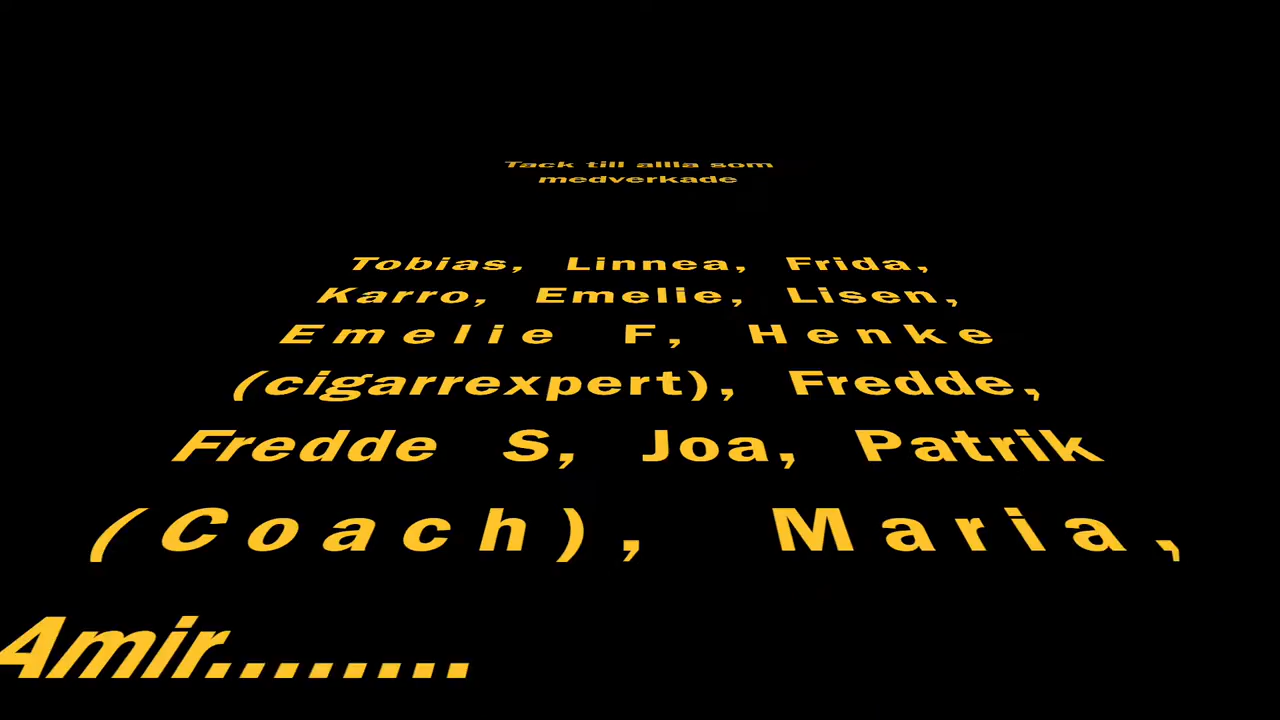 Tack till allla som
medverkade
Tobias, Linnea, Frida,
Karro, Emelie, Lisen,
Emelie F, Henke
(cigarrexpert), Fredde,
Fredde S, Joa, Patrik
(Coach), Maria,
Amir........